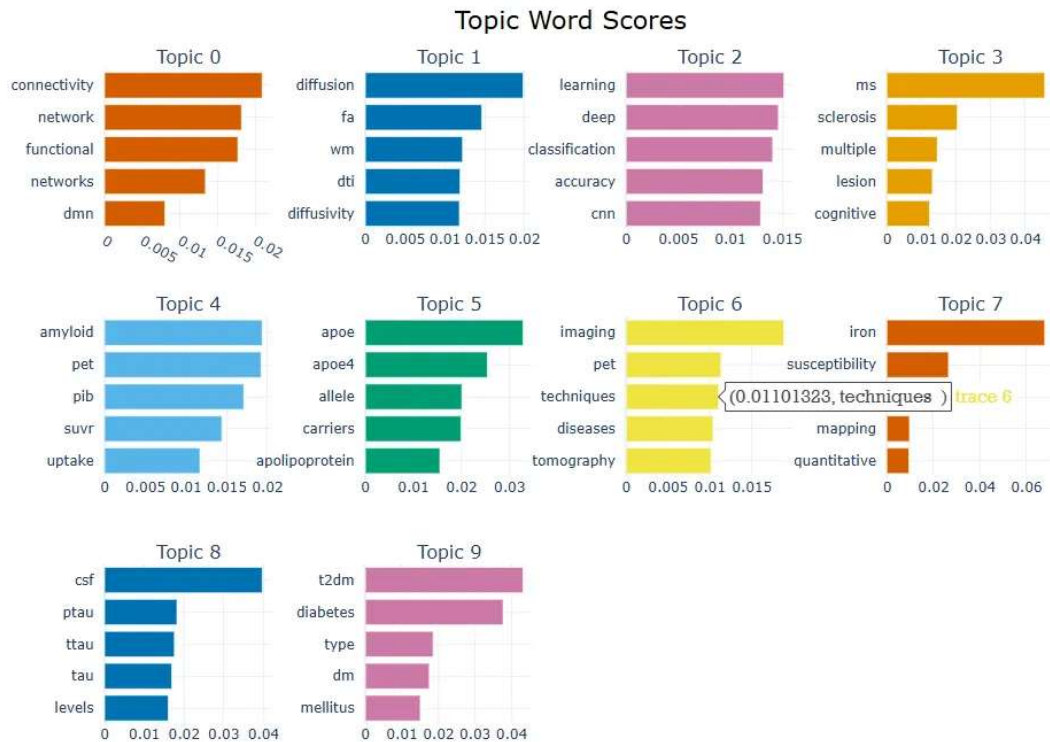 Topic Word Scores
Topic 0
connectivity
network
functional
networks
dmn
0 0.005 0.01 0.015 0.02
Topic 1
diffusion
fa
wm
dti
diffusivity
0 0.005 0.01 0.015 0.02
Topic 2
learning
deep
classification
accuracy
cnn
0 0.005 0.01 0.015
Topic 3
ms
sclerosis
multiple
lesion
cognitive
0 0.01 0.02 0.03 0.04
Topic 4
amyloid
pet
pib
suvr
uptake
0 0.005 0.01 0.015 0.02
Topic 5
apoe
apoe4
allele
carriers
apolipoprotein
0 0.01 0.02 0.03
Topic 6
imaging
pet
techniques
(0.01101323, techniques ) trace 6
diseases
tomography
0 0.005 0.01 0.015
Topic 7
iron
susceptibility
mapping
quantitative
0 0.02 0.04 0.06
Topic 8
csf
ptau
ttau
tau
levels
0 0.01 0.02 0.03 0.04
Topic 9
t2dm
diabetes
type
dm
mellitus
0 0.01 0.02 0.03 0.04